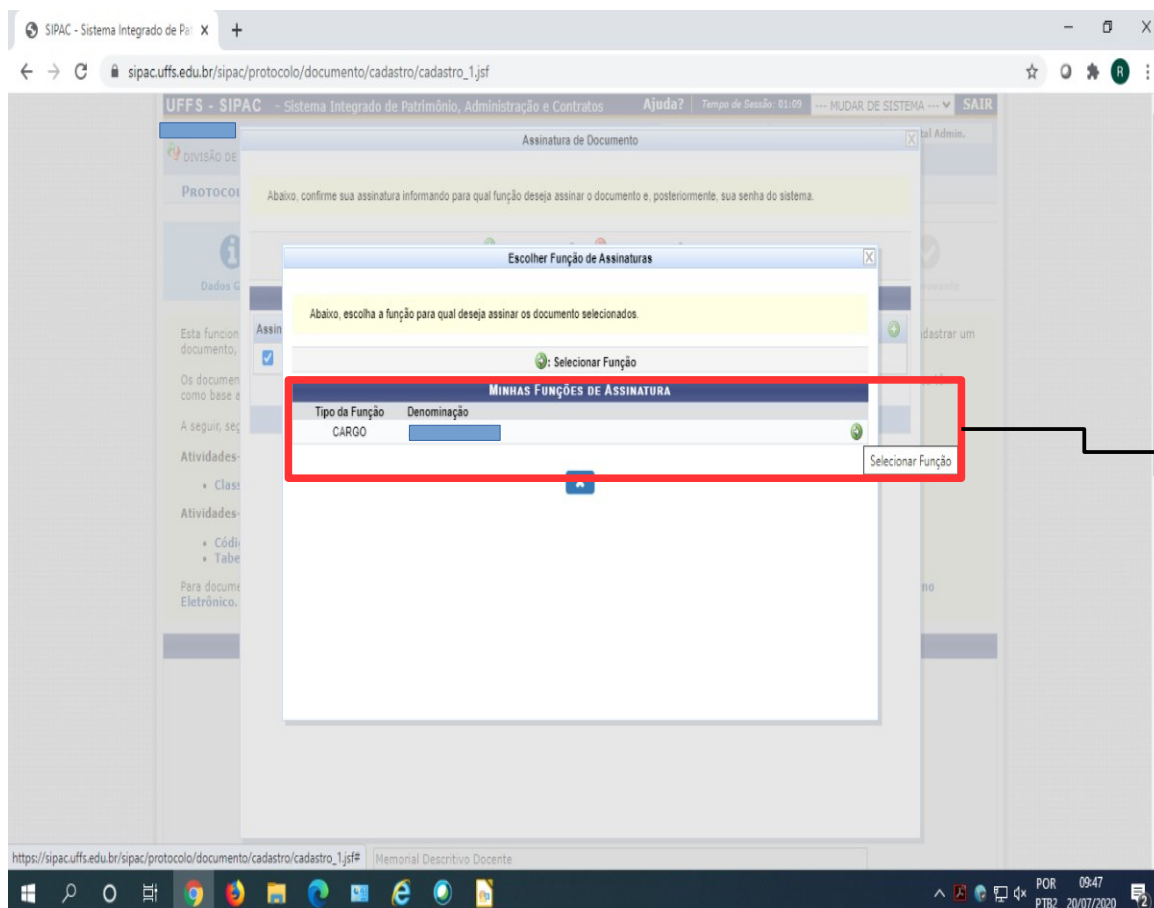 SIPAC - Sistema Integrado de Pat
sipac.uffs.edu.br/sipac/protocolo/documento/cadastro/cadastro_1.jsf
R
UFFS - SIPAC - Sistema Integrado de Patrimônio, Administração e Contratos Ajuda? Tempo de Sessão: 01:09 --- MUDAR DE SISTEMA --- SAIR
Assinatura de Documento
tal Admin.
DIVISÃO DE
PROTOCOL
Abaixo, confirme sua assinatura informando para qual função deseja assinar o documento e, posteriormente, sua senha do sistema.
Escolher Função de Assinaturas
Dados G
Abaixo, escolha a função para qual deseja assinar os documento selecionados.
Esta funcion
Assin
dastrar um
documento,
: Selecionar Função
Os documen
como base a
MINHAS FUNÇÕES DE ASSINATURA
Tipo da Função Denominação
A seguir, seç
CARGO
Atividades-
Selecionar Função
• Class
Atividades-
• Códi
• Tabe
Para docume
no
Eletrônico.
https://sipac.uffs.edu.br/sipac/protocolo/documento/cadastro/cadastro_1.jsf#
Memorial Descritivo Docente
POR 09:47
PTB2 20/07/2020
2